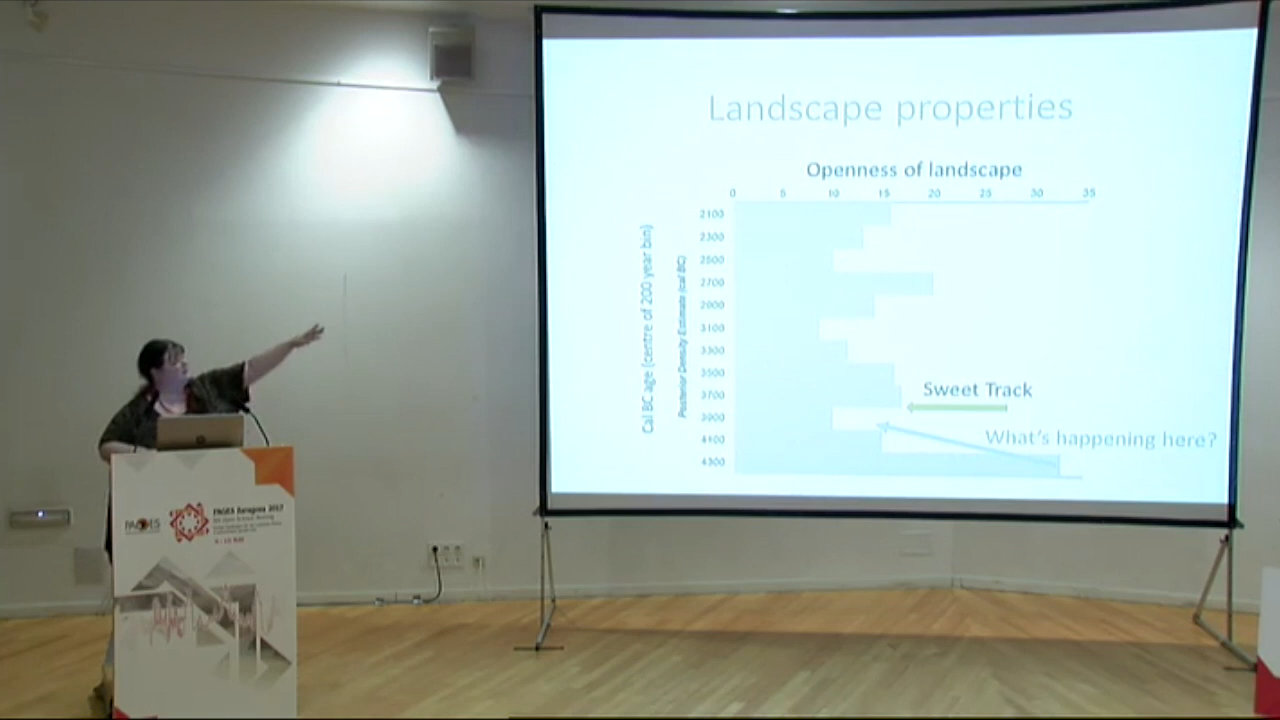 Landscape properties
Openness of landscape
0 5 10 15 20 25 30 35
Cal BC age (centre of 200 year bin)
Posterior Density Estimate (cal BC)
2100
2300
2500
2700
2900
3100
3300
3500
3700
3900
4100
4300
Sweet Track
What's happening here?
PAGES
PAGES Zaragoza 2017